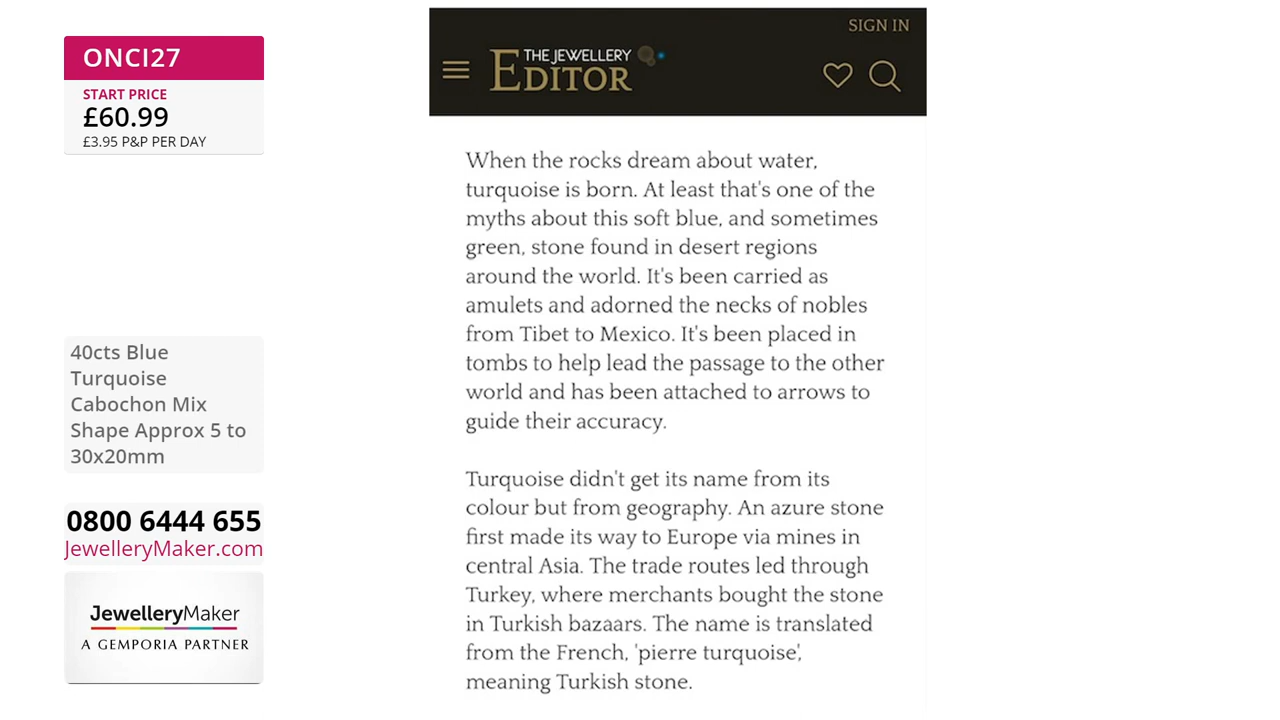 ONCI27
START PRICE
£60.99
£3.95 P&P PER DAY
40cts Blue
Turquoise
Cabochon Mix
Shape Approx 5 to
30x20mm
0800 6444 655
JewelleryMaker.com
JewelleryMaker
A GEMPORIA PARTNER
SIGN IN
THE JEWELLERY
EDITOR
When the rocks dream about water,
turquoise is born. At least that's one of the
myths about this soft blue, and sometimes
green, stone found in desert regions
around the world. It's been carried as
amulets and adorned the necks of nobles
from Tibet to Mexico. It's been placed in
tombs to help lead the passage to the other
world and has been attached to arrows to
guide their accuracy.
Turquoise didn't get its name from its
colour but from geography. An azure stone
first made its way to Europe via mines in
central Asia. The trade routes led through
Turkey, where merchants bought the stone
in Turkish bazaars. The name is translated
from the French, 'pierre turquoise',
meaning Turkish stone.